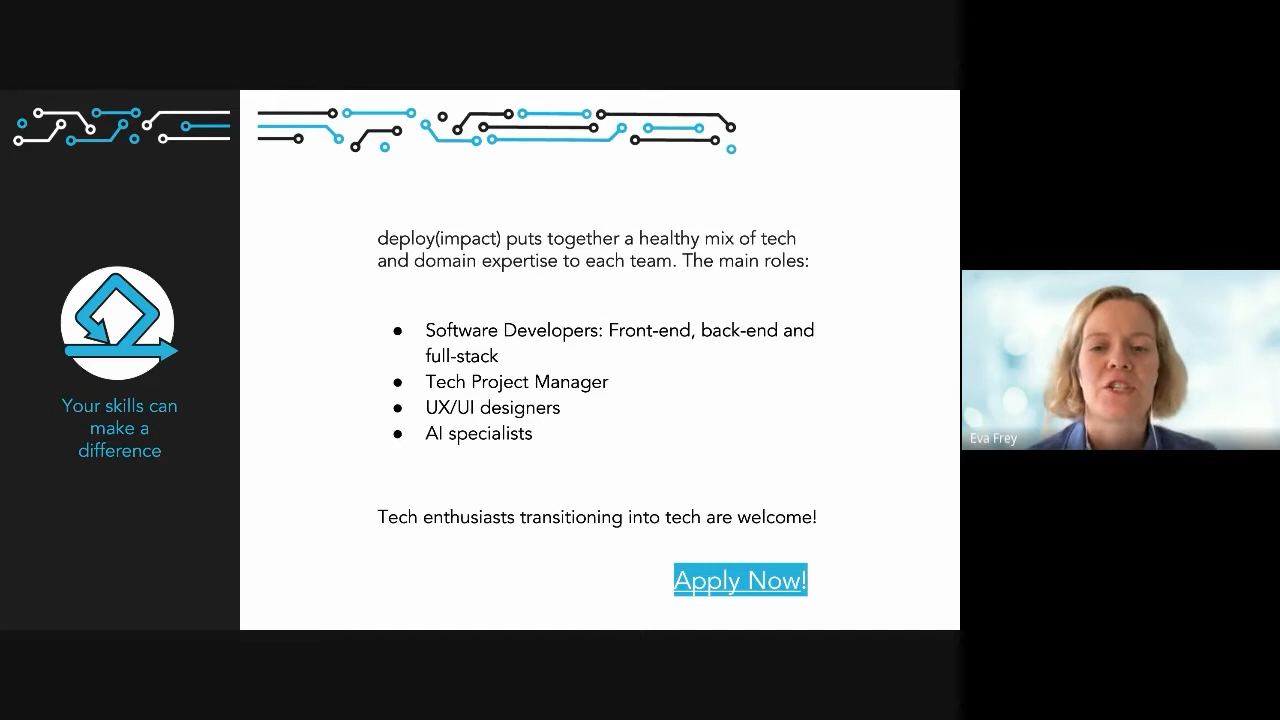 deploy(impact) puts together a healthy mix of tech
and domain expertise to each team. The main roles:
● Software Developers: Front-end, back-end and
full-stack
● Tech Project Manager
● UX/UI designers
● AI specialists
Your skills can
make a
difference
Tech enthusiasts transitioning into tech are welcome!
Apply Now!
Eva Frey